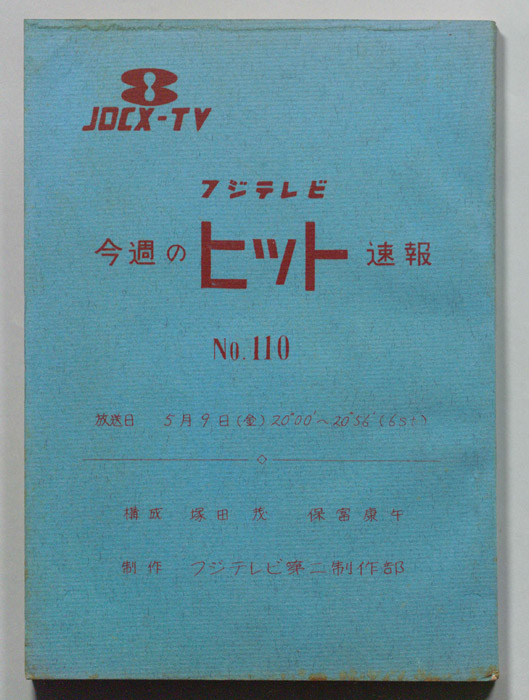 8
JOCX-TV
フジテレビ
今週の ヒット 速報
No. 110
放送日 5月9日(金) 20°00'～20°56' (6st)
構成 塚田茂 保富康午
制作 フジテレビ第二制作部